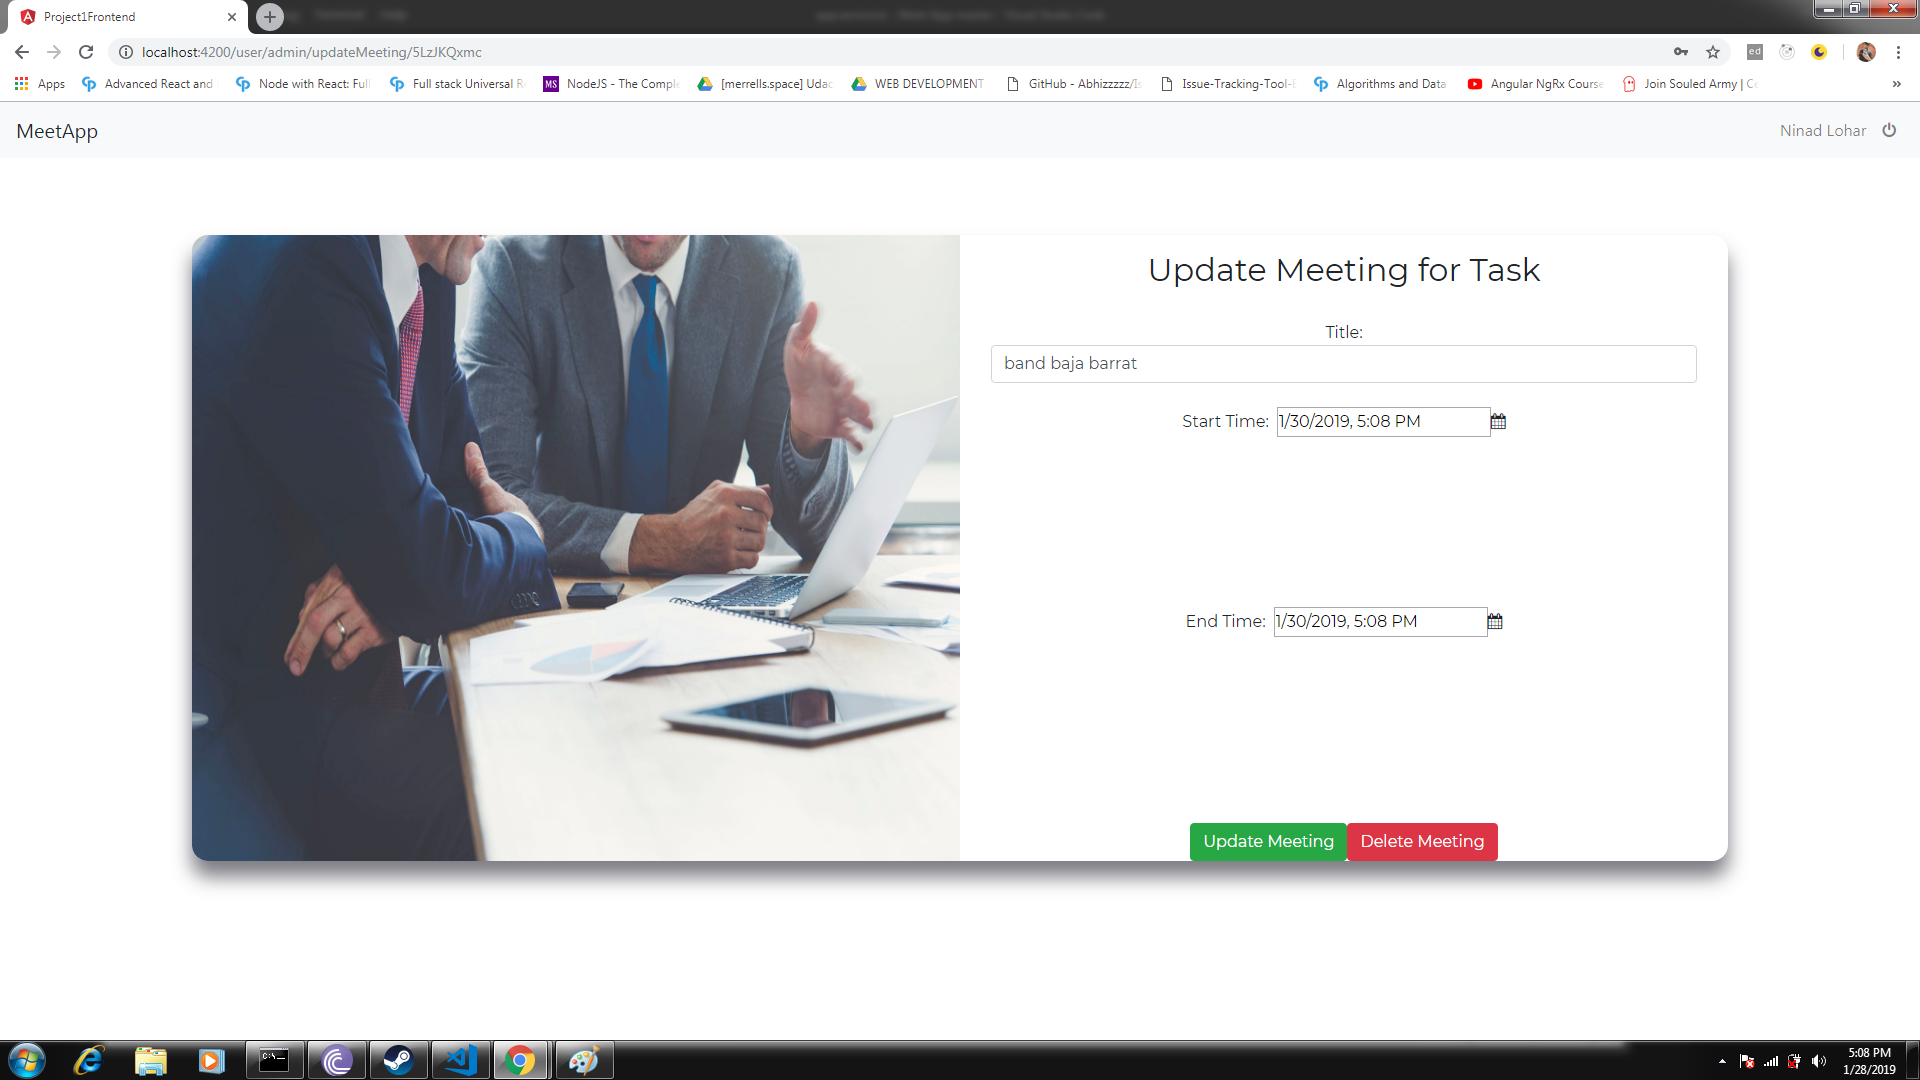 Project1Frontend
localhost:4200/user/admin/updateMeeting/5LzJKQxmc
ed
Apps
Advanced React and
Node with React: Full
Full stack Universal R
MS
NodeJS - The Comple
[merrells.space] Udac
WEB DEVELOPMENT
GitHub - Abhizzzzz/Is
Issue-Tracking-Tool-
Algorithms and Data
Angular NgRx Course
Join Souled Army |
»
MeetApp
Ninad Lohar
Update Meeting for Task
Title:
band baja barrat
Start Time: 1/30/2019, 5:08 PM
End Time: 1/30/2019, 5:08 PM
Update Meeting
Delete Meeting
5:08 PM
1/28/2019